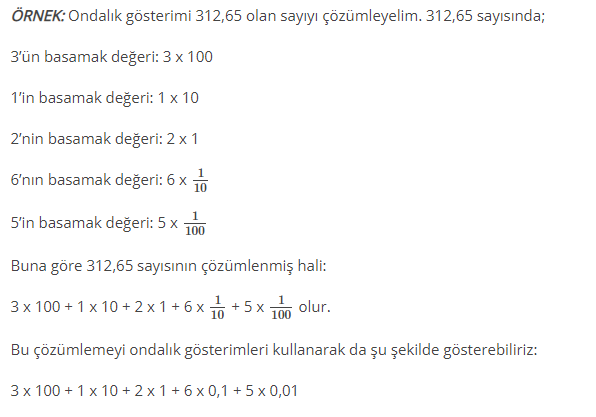 ÖRNEK: Ondalık gösterimi 312,65 olan sayıyı çözümleyelim. 312,65 sayısında;
3’ün basamak değeri: 3 x 100
1’in basamak değeri: 1 x 10
2’nin basamak değeri: 2 x 1
6’nın basamak değeri: 6 x 1/10
5’in basamak değeri: 5 x 1/100
Buna göre 312,65 sayısının çözümlenmiş hali:
3 x 100 + 1 x 10 + 2 x 1 + 6 x 1/10 + 5 x 1/100 olur.
Bu çözümlemeyi ondalık gösterimleri kullanarak da şu şekilde gösterebiliriz:
3 x 100 + 1 x 10 + 2 x 1 + 6 x 0,1 + 5 x 0,01